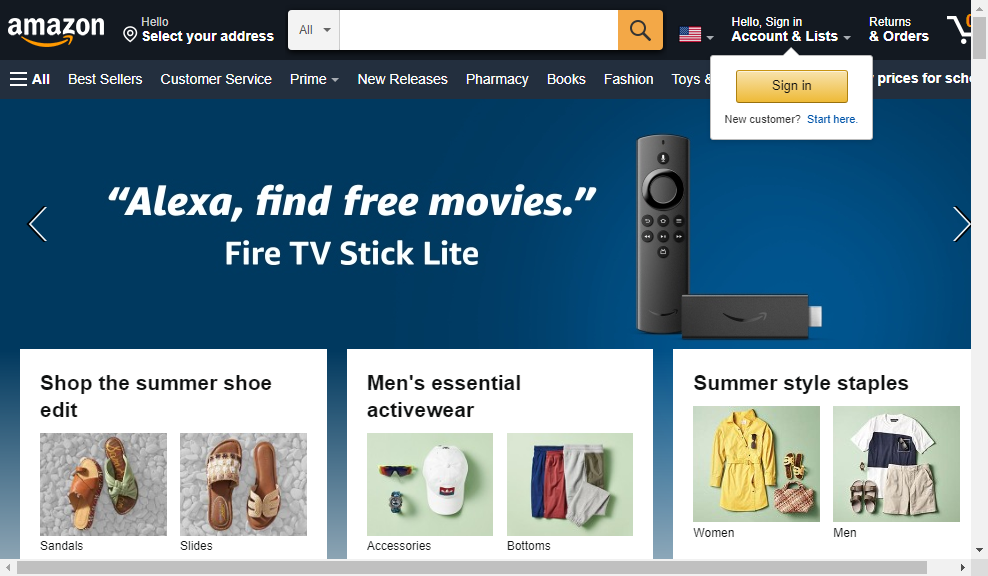 amazon
Hello
Select your address
All
Hello, Sign in
Account & Lists
Returns
& Orders
0
All
Best Sellers
Customer Service
Prime
New Releases
Pharmacy
Books
Fashion
Toys &
prices for scho
Sign in
New customer? Start here.
“Alexa, find free movies.”
Fire TV Stick Lite
Shop the summer shoe
edit
Men's essential
activewear
Summer style staples
Sandals
Slides
Accessories
Bottoms
Women
Men